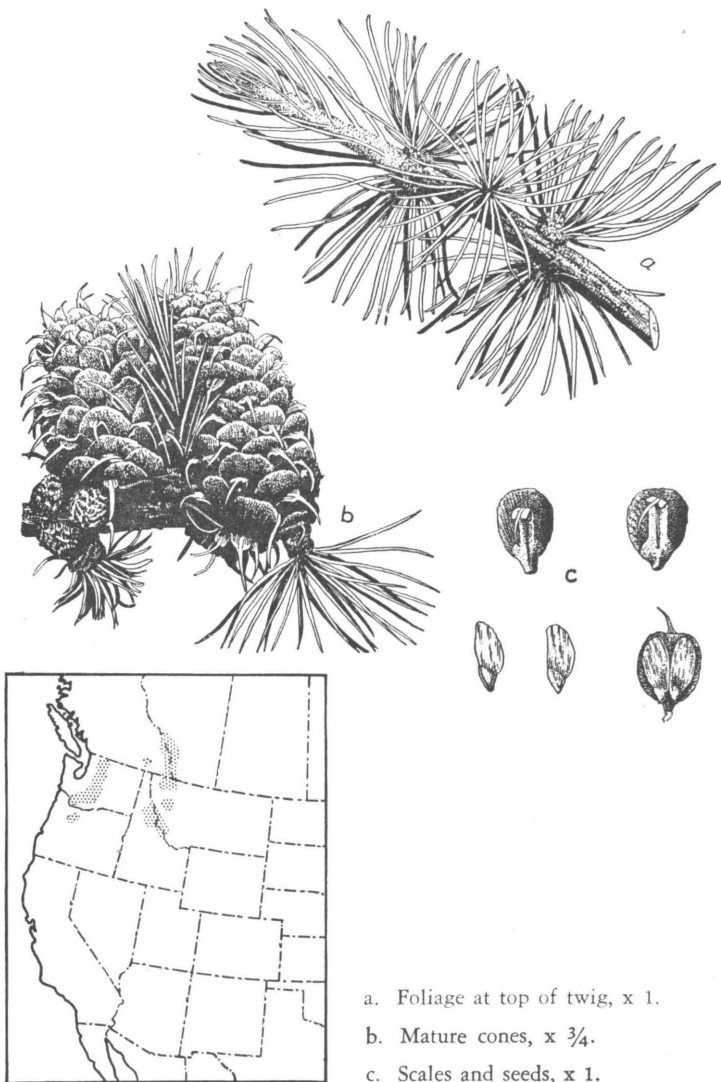 a
b
c
a. Foliage at top of twig, x 1.
b. Mature cones, x ¾.
c. Scales and seeds, x 1.